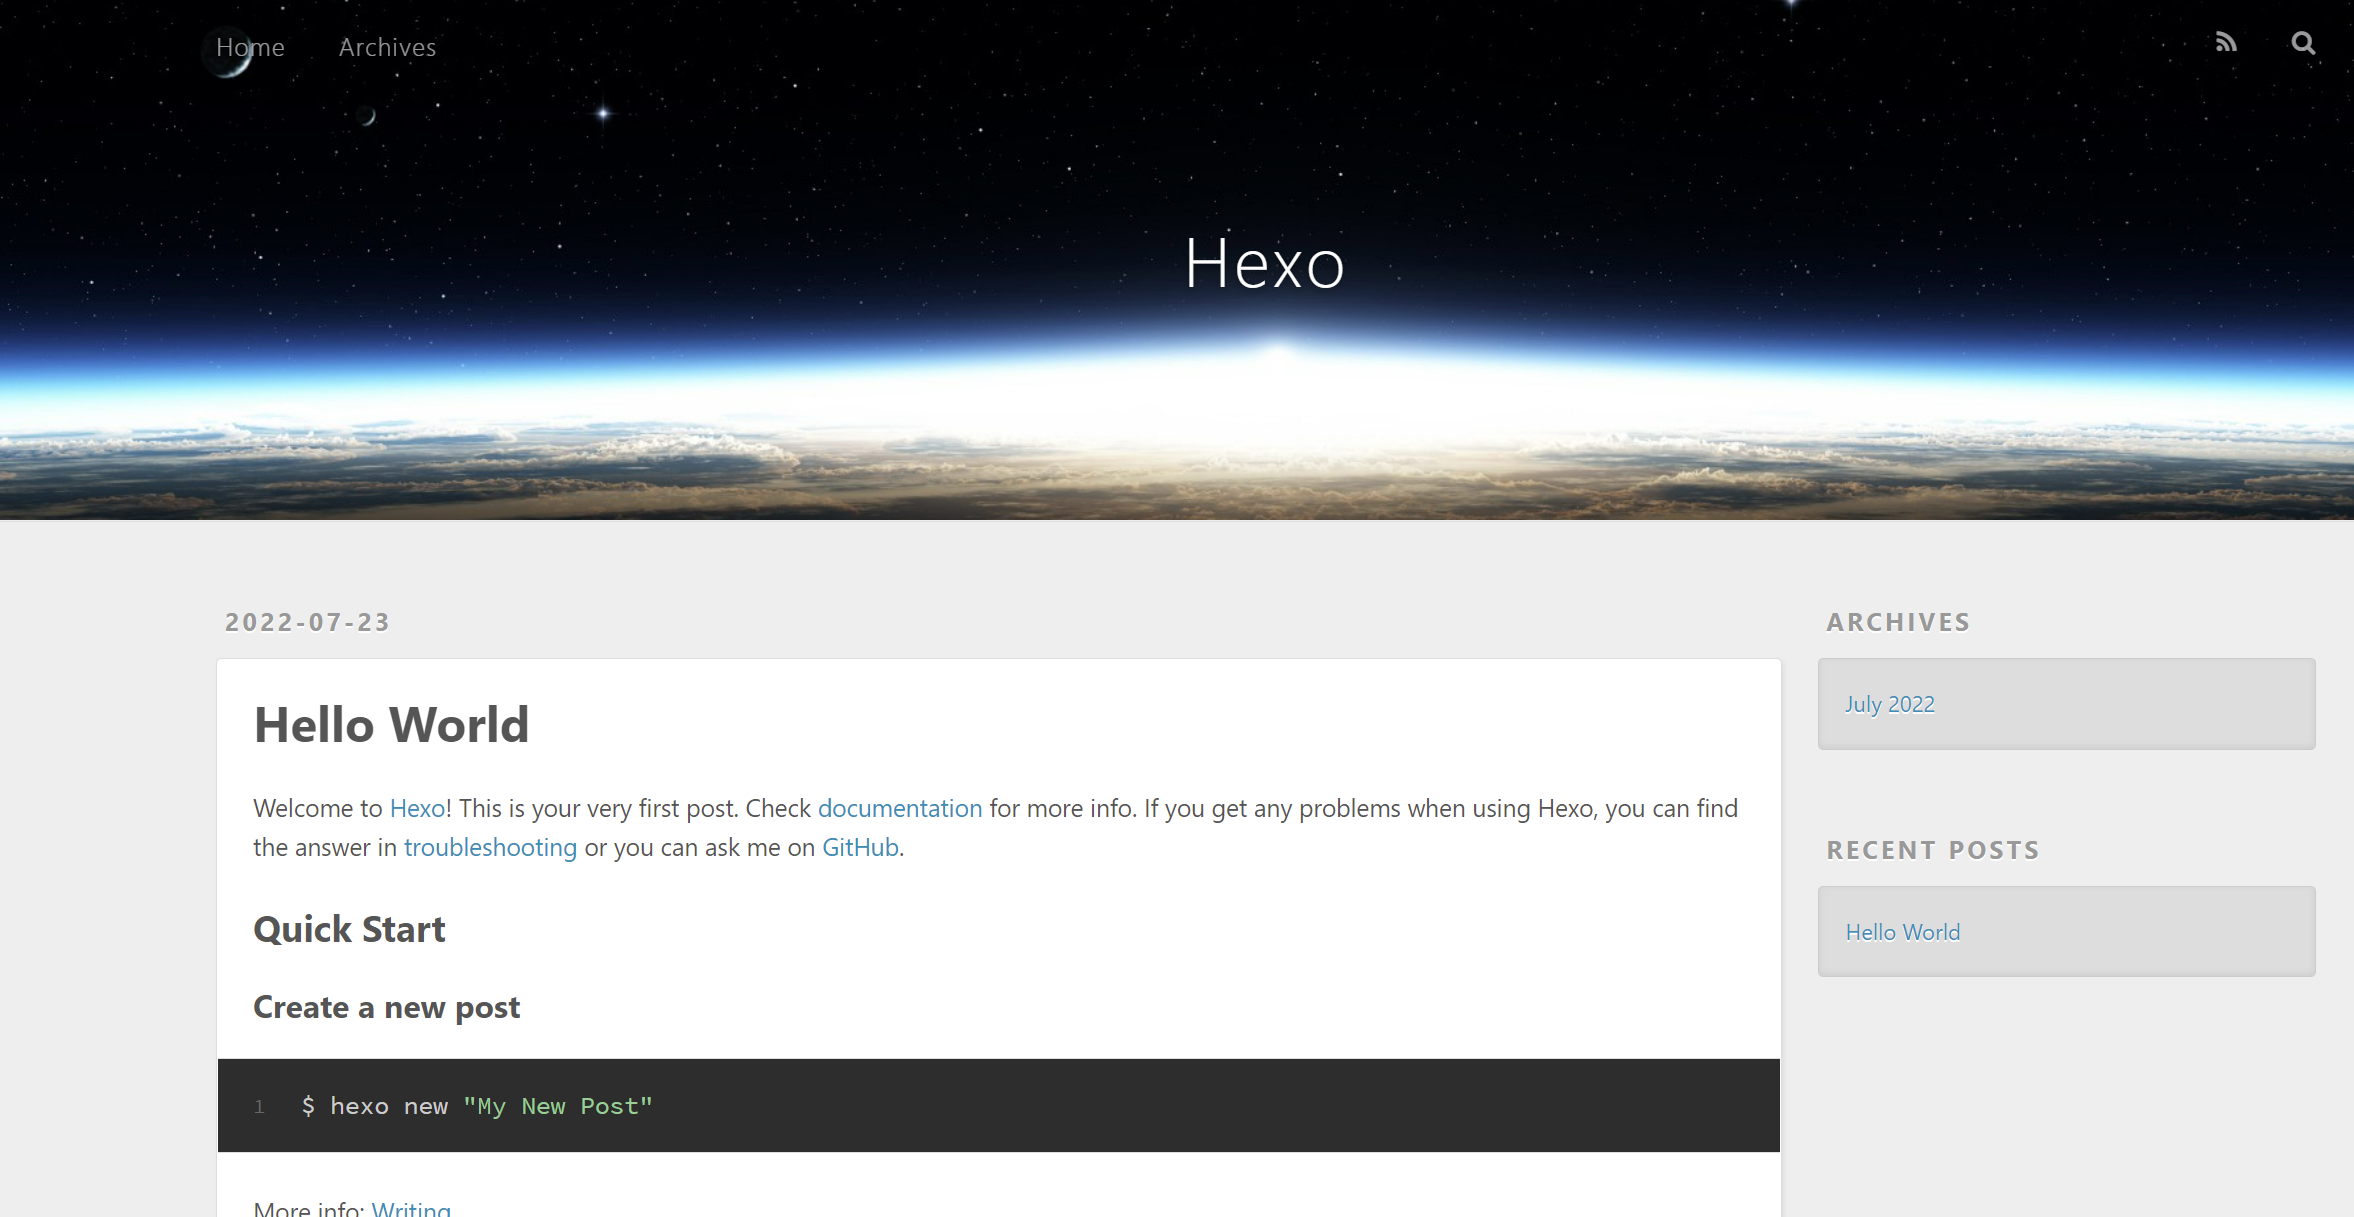 Home Archives
Hexo
2022-07-23
Hello World
Welcome to Hexo! This is your very first post. Check documentation for more info. If you get any problems when using Hexo, you can find
the answer in troubleshooting or you can ask me on GitHub.
Quick Start
Create a new post
1 $ hexo new "My New Post"
More info: Writing
ARCHIVES
July 2022
RECENT POSTS
Hello World